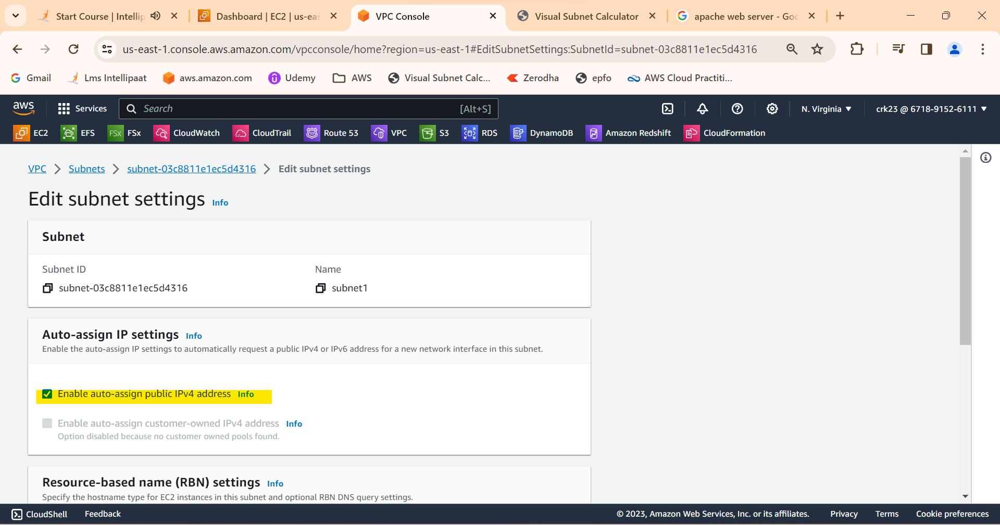 Start Course | Intellip
Dashboard | EC2 | us-eas
VPC Console
Visual Subnet Calculator
apache web server - Goo
us-east-1.console.aws.amazon.com/vpcconsole/home?region=us-east-1#EditSubnetSettings:SubnetId=subnet-03c8811e1ec5d4316
Gmail
Lms Intellipaat
aws.amazon.com
Udemy
AWS
Visual Subnet Calc...
Zerodha
epfo
AWS Cloud Practiti...
aws
Services
Search
[Alt+S]
N. Virginia
crk23 @ 6718-9152-6111
EC2
EFS
FSx FSx
CloudWatch
CloudTrail
53 Route 53
VPC
S3
RDS
DynamoDB
Amazon Redshift
CloudFormation
VPC
Subnets
subnet-03c8811e1ec5d4316
Edit subnet settings
Edit subnet settings Info
Subnet
Subnet ID
Name
subnet-03c8811e1ec5d4316
subnet1
Auto-assign IP settings Info
Enable the auto-assign IP settings to automatically request a public IPv4 or IPv6 address for a new network interface in this subnet.
Enable auto-assign public IPv4 address Info
Enable auto-assign customer-owned IPv4 address Info
Option disabled because no customer owned pools found.
Resource-based name (RBN) settings Info
Specify the hostname type for EC2 instances in this subnet and optional RBN DNS query settings.
CloudShell
Feedback
© 2023, Amazon Web Services, Inc. or its affiliates.
Privacy
Terms
Cookie preferences